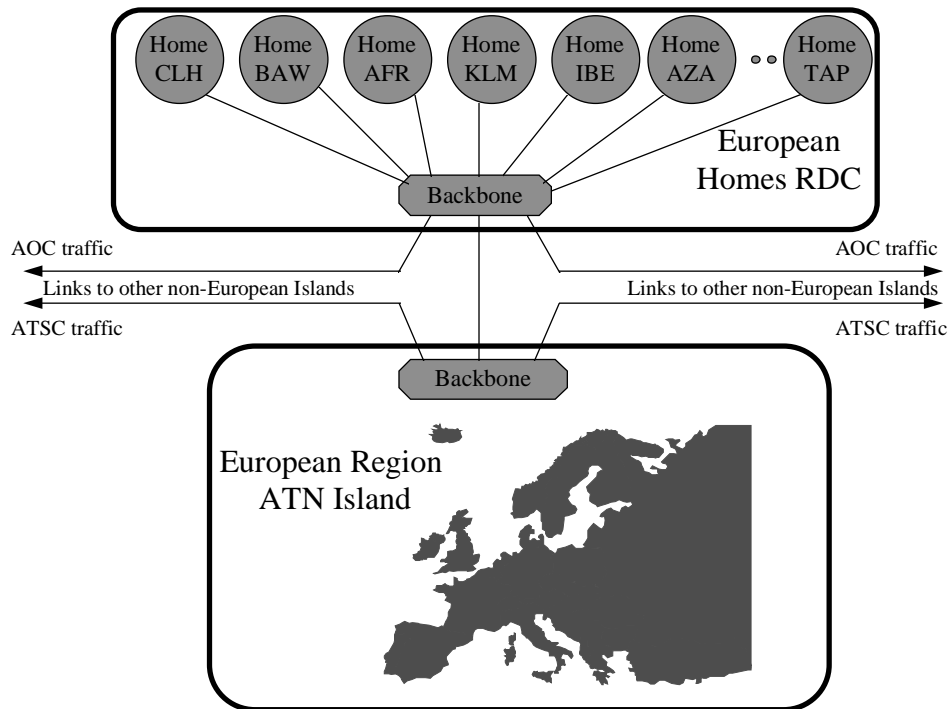 Home CLH
Home BAW
Home AFR
Home KLM
Home IBE
Home AZA
Home TAP
European
Homes RDC
Backbone
AOC traffic
AOC traffic
Links to other non-European Islands
Links to other non-European Islands
ATSC traffic
ATSC traffic
Backbone
European Region
ATN Island